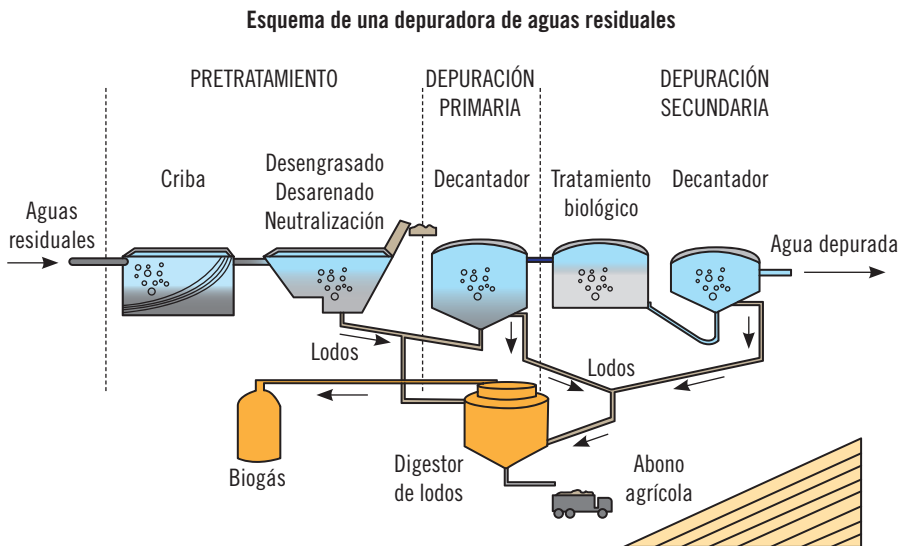 Esquema de una depuradora de aguas residuales
PRETRATAMIENTO
DEPURACIÓN
PRIMARIA
DEPURACIÓN
SECUNDARIA
Aguas
residuales
Criba
Desengrasado
Desarenado
Neutralización
Decantador
Tratamiento
biológico
Decantador
Agua depurada
Lodos
Lodos
Biogás
Digestor
de lodos
Abono
agrícola